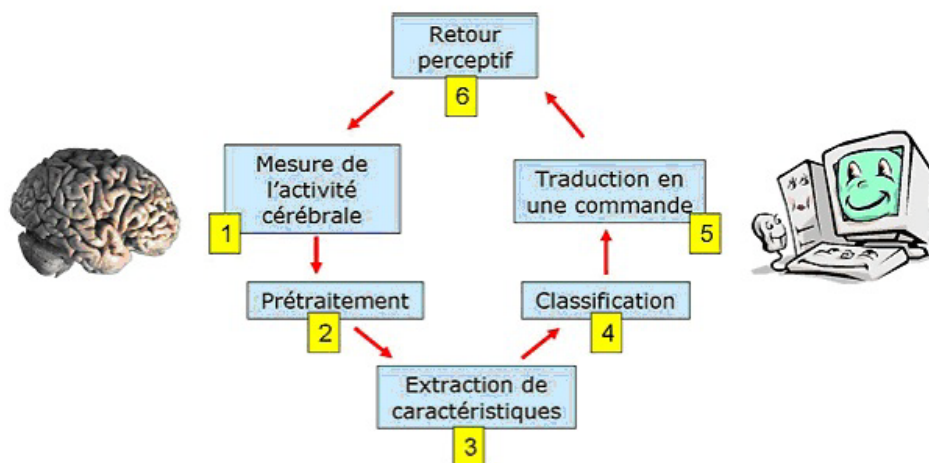 Retour
perceptif
6
Mesure de
l'activité
cérébrale
1
Traduction en
une commande
5
Prétraitement
2
Classification
4
Extraction de
caractéristiques
3